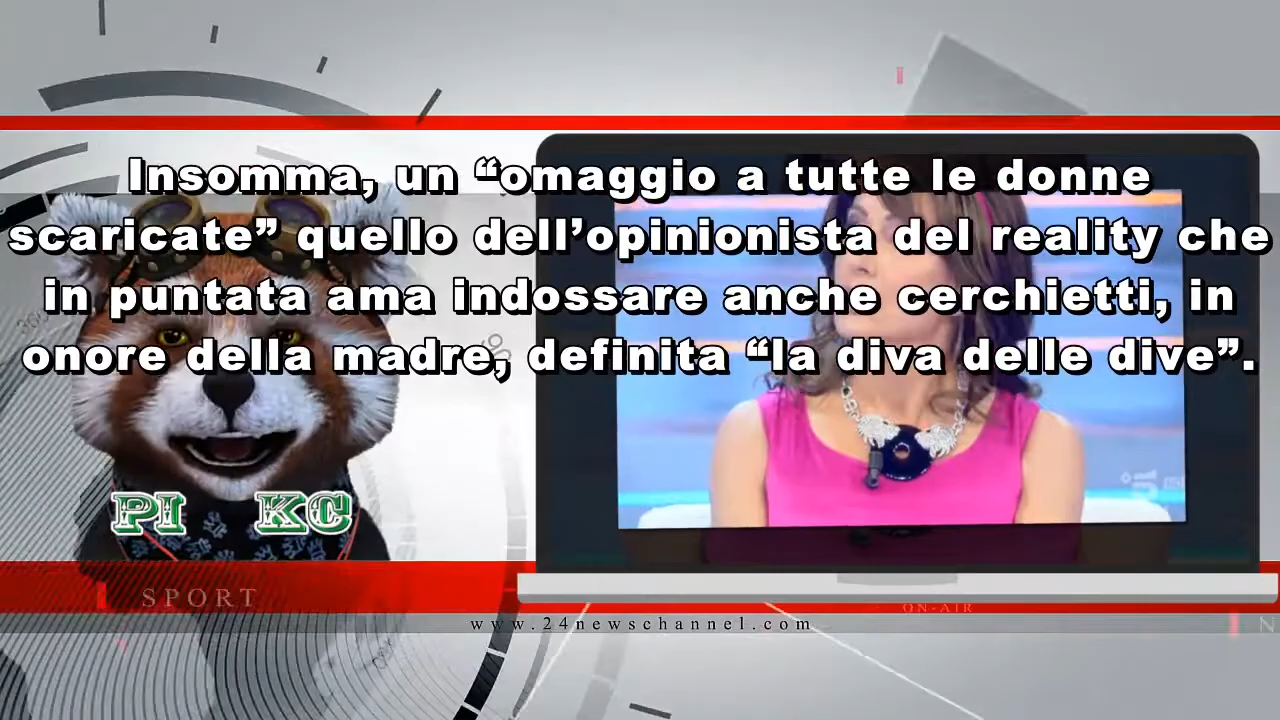 Insomma, un “omaggio a tutte le donne
scaricate” quello dell’opinionista del reality che
in puntata ama indossare anche cerchietti, in
onore della madre, definita “la diva delle dive”.
PI KC
SPORT
ON-AIR
www.24newschannel.com
N